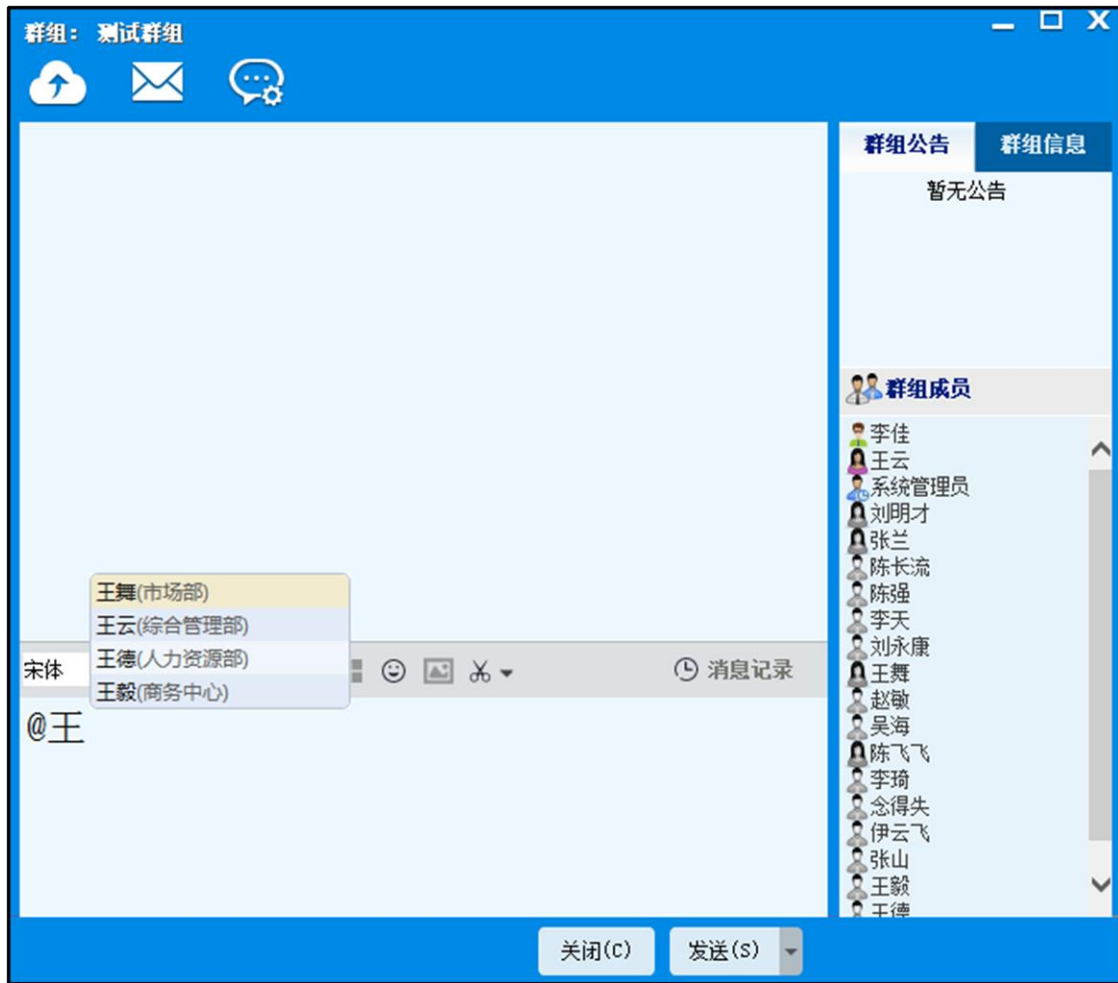 群组： 测试群组
群组公告 群组信息
暂无公告
群组成员
李佳
王云
系统管理员
刘明才
张兰
陈长流
陈强
李天
刘永康
王舞
赵敏
吴海
陈飞飞
李琦
念得失
伊云飞
张山
王毅
王德
王舞(市场部)
王云(综合管理部)
王德(人力资源部)
王毅(商务中心)
宋体 消息记录
@王
关闭(C) 发送(S)